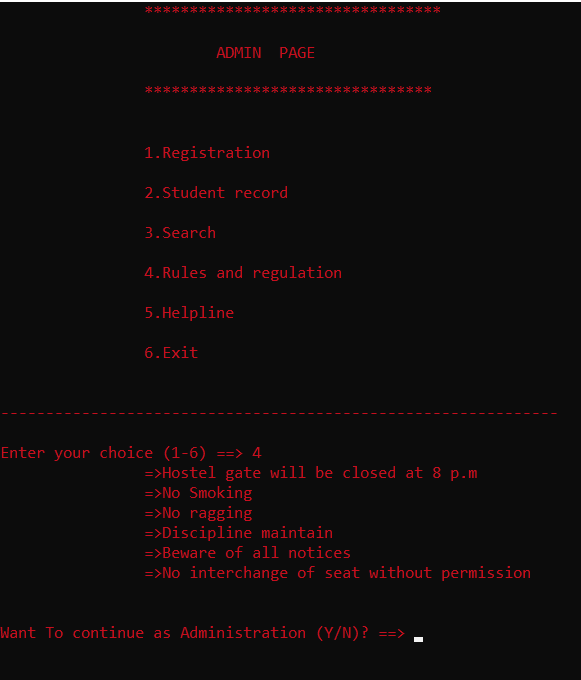 *********************************
ADMIN  PAGE
********************************
1.Registration
2.Student record
3.Search
4.Rules and regulation
5.Helpline
6.Exit
--------------------------------------------------------------
Enter your choice (1-6) ==> 4
=>Hostel gate will be closed at 8 p.m
=>No Smoking
=>No ragging
=>Discipline maintain
=>Beware of all notices
=>No interchange of seat without permission
Want To continue as Administration (Y/N)? ==>